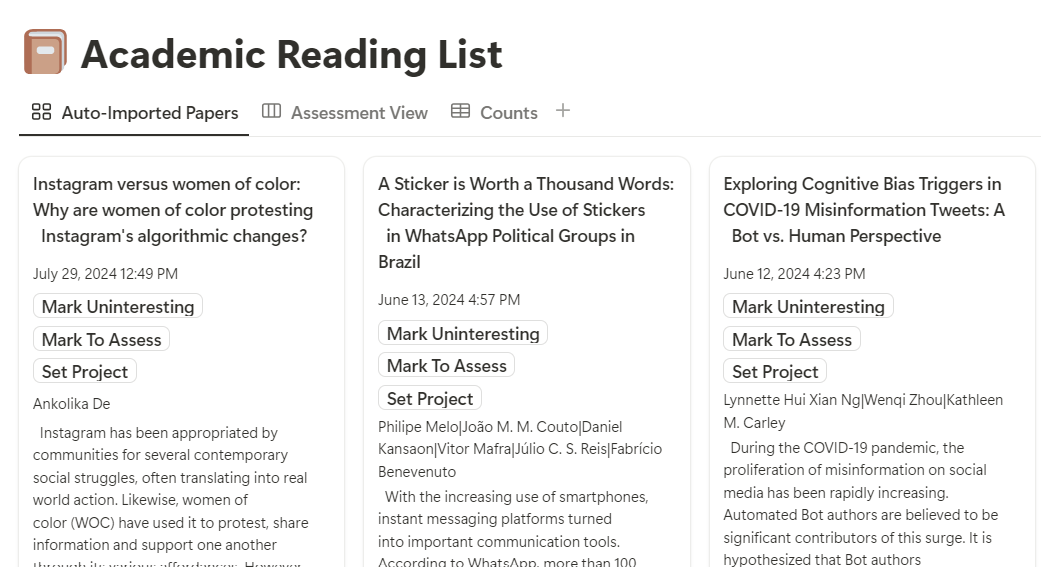 Academic Reading List
Auto-Imported Papers
Assessment View
Counts
Instagram versus women of color:
Why are women of color protesting
Instagram's algorithmic changes?
July 29, 2024 12:49 PM
Mark Uninteresting
Mark To Assess
Set Project
Ankolika De
Instagram has been appropriated by
communities for several contemporary
social struggles, often translating into real
world action. Likewise, women of
color (WOC) have used it to protest, share
information and support one another
through its various affordances. However,
A Sticker is Worth a Thousand Words:
Characterizing the Use of Stickers
in WhatsApp Political Groups in
Brazil
June 13, 2024 4:57 PM
Mark Uninteresting
Mark To Assess
Set Project
Philipe Melo|João M. M. Couto|Daniel
Kansaon|Vitor Mafra|Júlio C. S. Reis|Fabrício
Benevenuto
With the increasing use of smartphones,
instant messaging platforms turned
into important communication tools.
According to WhatsApp, more than 100
Exploring Cognitive Bias Triggers in
COVID-19 Misinformation Tweets: A
Bot vs. Human Perspective
June 12, 2024 4:23 PM
Mark Uninteresting
Mark To Assess
Set Project
Lynnette Hui Xian Ng|Wenqi Zhou|Kathleen
M. Carley
During the COVID-19 pandemic, the
proliferation of misinformation on social
media has been rapidly increasing.
Automated Bot authors are believed to be
significant contributors of this surge. It is
hypothesized that Bot authors